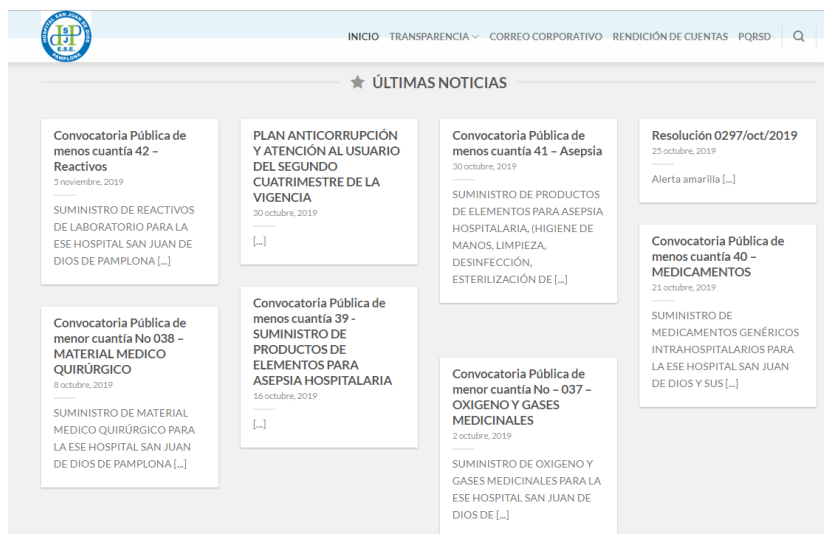 HOSPITAL SAN JUAN DE DIOS
SJ
HP
E.S.E.
PAMPLONA
INICIO TRANSPARENCIA CORREO CORPORATIVO RENDICIÓN DE CUENTAS PQRSD
ÚLTIMAS NOTICIAS
Convocatoria Pública de
menos cuantía 42 –
Reactivos
5 noviembre, 2019
SUMINISTRO DE REACTIVOS
DE LABORATORIO PARA LA
ESE HOSPITAL SAN JUAN DE
DIOS DE PAMPLONA [...]
PLAN ANTICORRUPCIÓN
Y ATENCIÓN AL USUARIO
DEL SEGUNDO
CUATRIMESTRE DE LA
VIGENCIA
30 octubre, 2019
[...]
Convocatoria Pública de
menos cuantía 41 – Asepsia
30 octubre, 2019
SUMINISTRO DE PRODUCTOS
DE ELEMENTOS PARA ASEPSIA
HOSPITALARIA, (HIGIENE DE
MANOS, LIMPIEZA,
DESINFECCIÓN,
ESTERILIZACIÓN DE [...]
Resolución 0297/oct/2019
25 octubre, 2019
Alerta amarilla [...]
Convocatoria Pública de
menos cuantía 40 –
MEDICAMENTOS
21 octubre, 2019
SUMINISTRO DE
MEDICAMENTOS GENÉRICOS
INTRAHOSPITALARIOS PARA
LA ESE HOSPITAL SAN JUAN
DE DIOS Y SUS [...]
Convocatoria Pública de
menos cuantía 39 -
SUMINISTRO DE
PRODUCTOS DE
ELEMENTOS PARA
ASEPSIA HOSPITALARIA
16 octubre, 2019
[...]
Convocatoria Pública de
menor cuantía No 038 –
MATERIAL MEDICO
QUIRÚRGICO
8 octubre, 2019
SUMINISTRO DE MATERIAL
MEDICO QUIRÚRGICO PARA
LA ESE HOSPITAL SAN JUAN
DE DIOS DE PAMPLONA [...]
Convocatoria Pública de
menor cuantía No – 037 –
OXIGENO Y GASES
MEDICINALES
2 octubre, 2019
SUMINISTRO DE OXIGENO Y
GASES MEDICINALES PARA LA
ESE HOSPITAL SAN JUAN DE
DIOS DE [...]